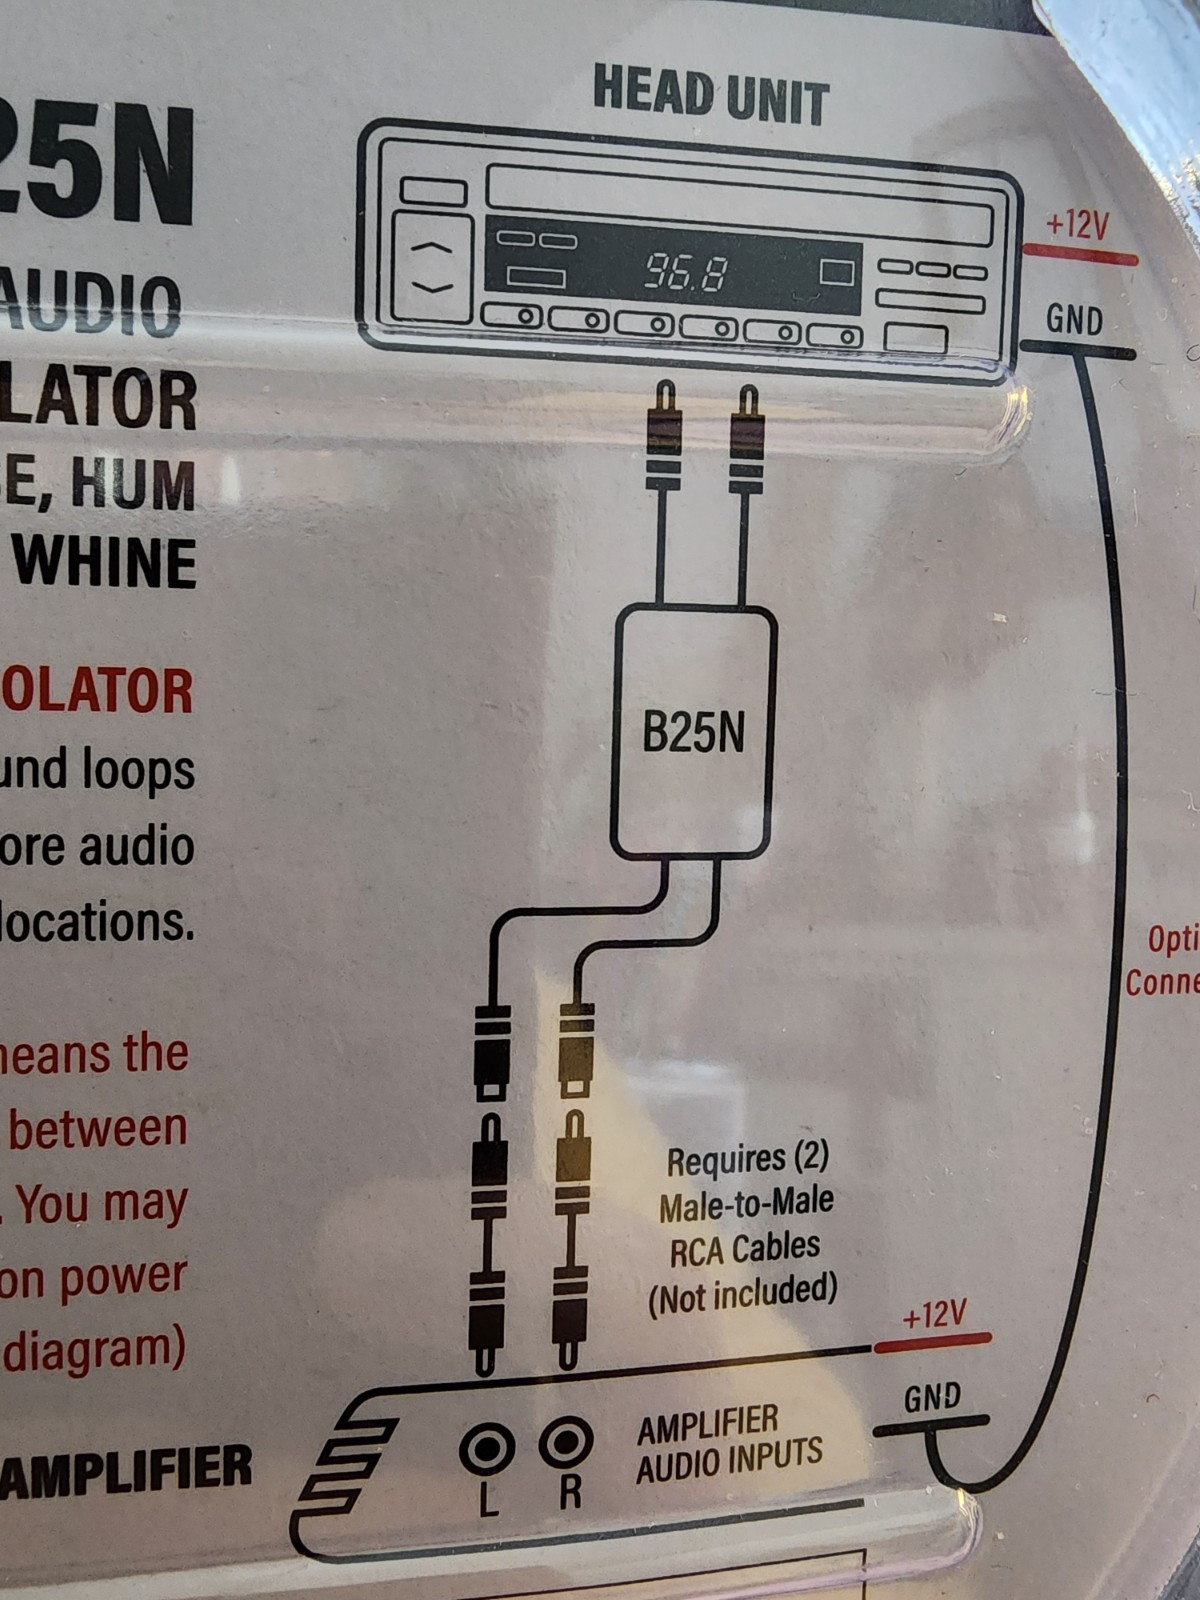 25N
AUDIO
LATOR
E, HUM
WHINE
OLATOR
und loops
ore audio
locations.
means the
between
. You may
on power
diagram)
AMPLIFIER
HEAD UNIT
96.8
+12V
GND
B25N
Opti
Conne
Requires (2)
Male-to-Male
RCA Cables
(Not included)
+12V
GND
AMPLIFIER
AUDIO INPUTS
L R